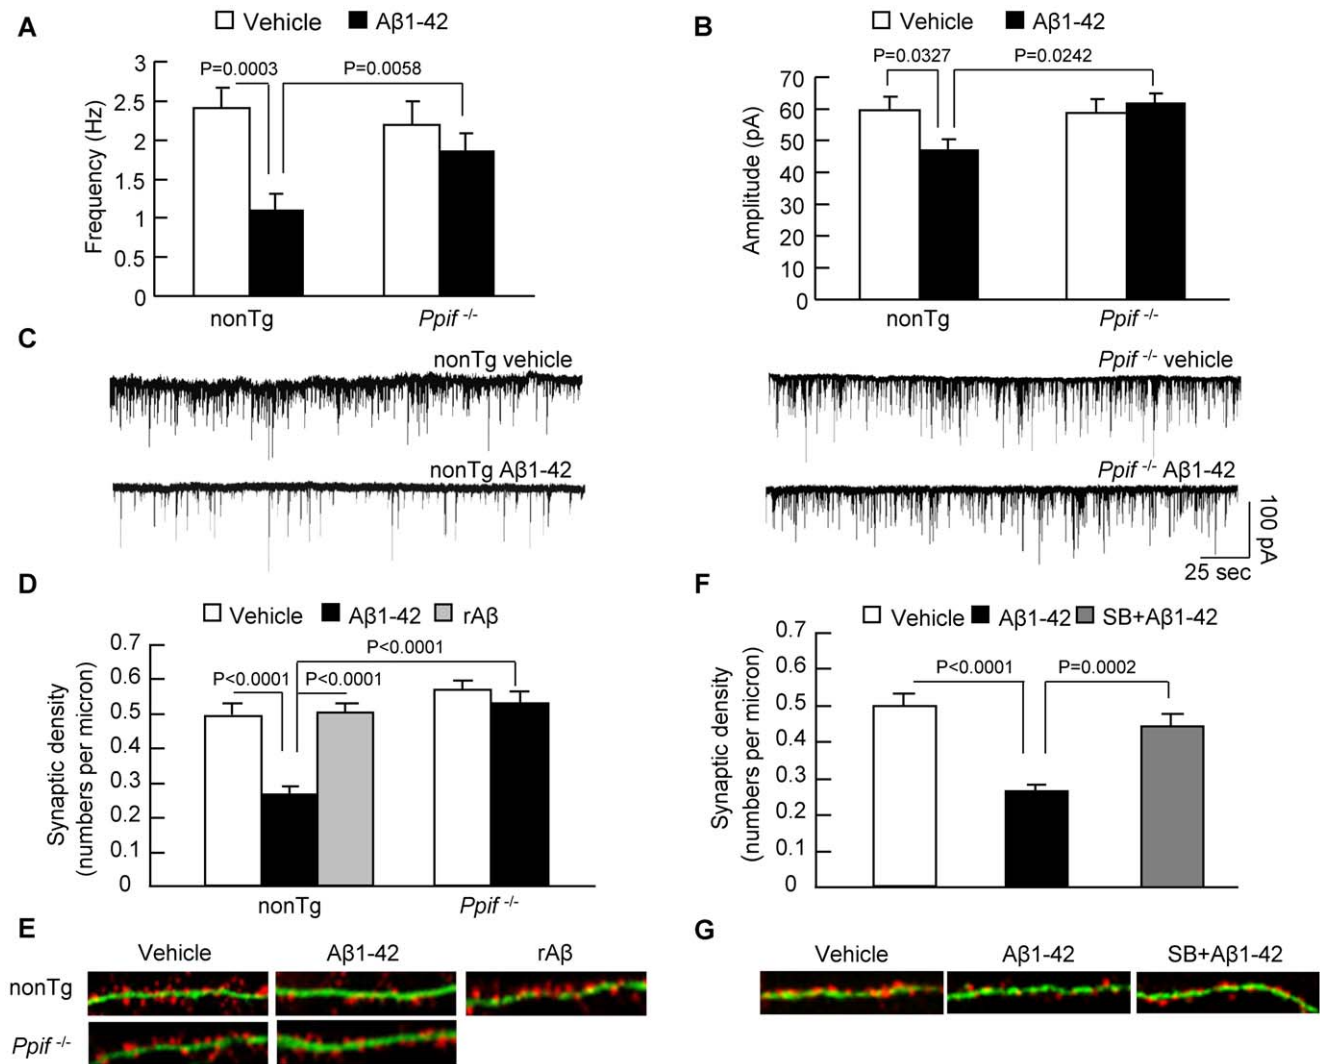 A
Vehicle Aβ1-42
P=0.0003 P=0.0058
Frequency (Hz)
3
2.5
2
1.5
1
0.5
0
nonTg Ppif -/-
B
Vehicle Aβ1-42
P=0.0327 P=0.0242
Amplitude (pA)
70
60
50
40
30
20
10
0
nonTg Ppif -/-
C
nonTg vehicle
nonTg Aβ1-42
Ppif -/- vehicle
Ppif -/- Aβ1-42
100 pA
25 sec
D
Vehicle Aβ1-42 rAβ
P<0.0001
P<0.0001 P<0.0001
Synaptic density
(numbers per micron)
0.7
0.6
0.5
0.4
0.3
0.2
0.1
0
nonTg Ppif -/-
F
Vehicle Aβ1-42 SB+Aβ1-42
P<0.0001 P=0.0002
Synaptic density
(numbers per micron)
0.7
0.6
0.5
0.4
0.3
0.2
0.1
0
E
Vehicle Aβ1-42 rAβ
nonTg
Ppif -/-
G
Vehicle Aβ1-42 SB+Aβ1-42